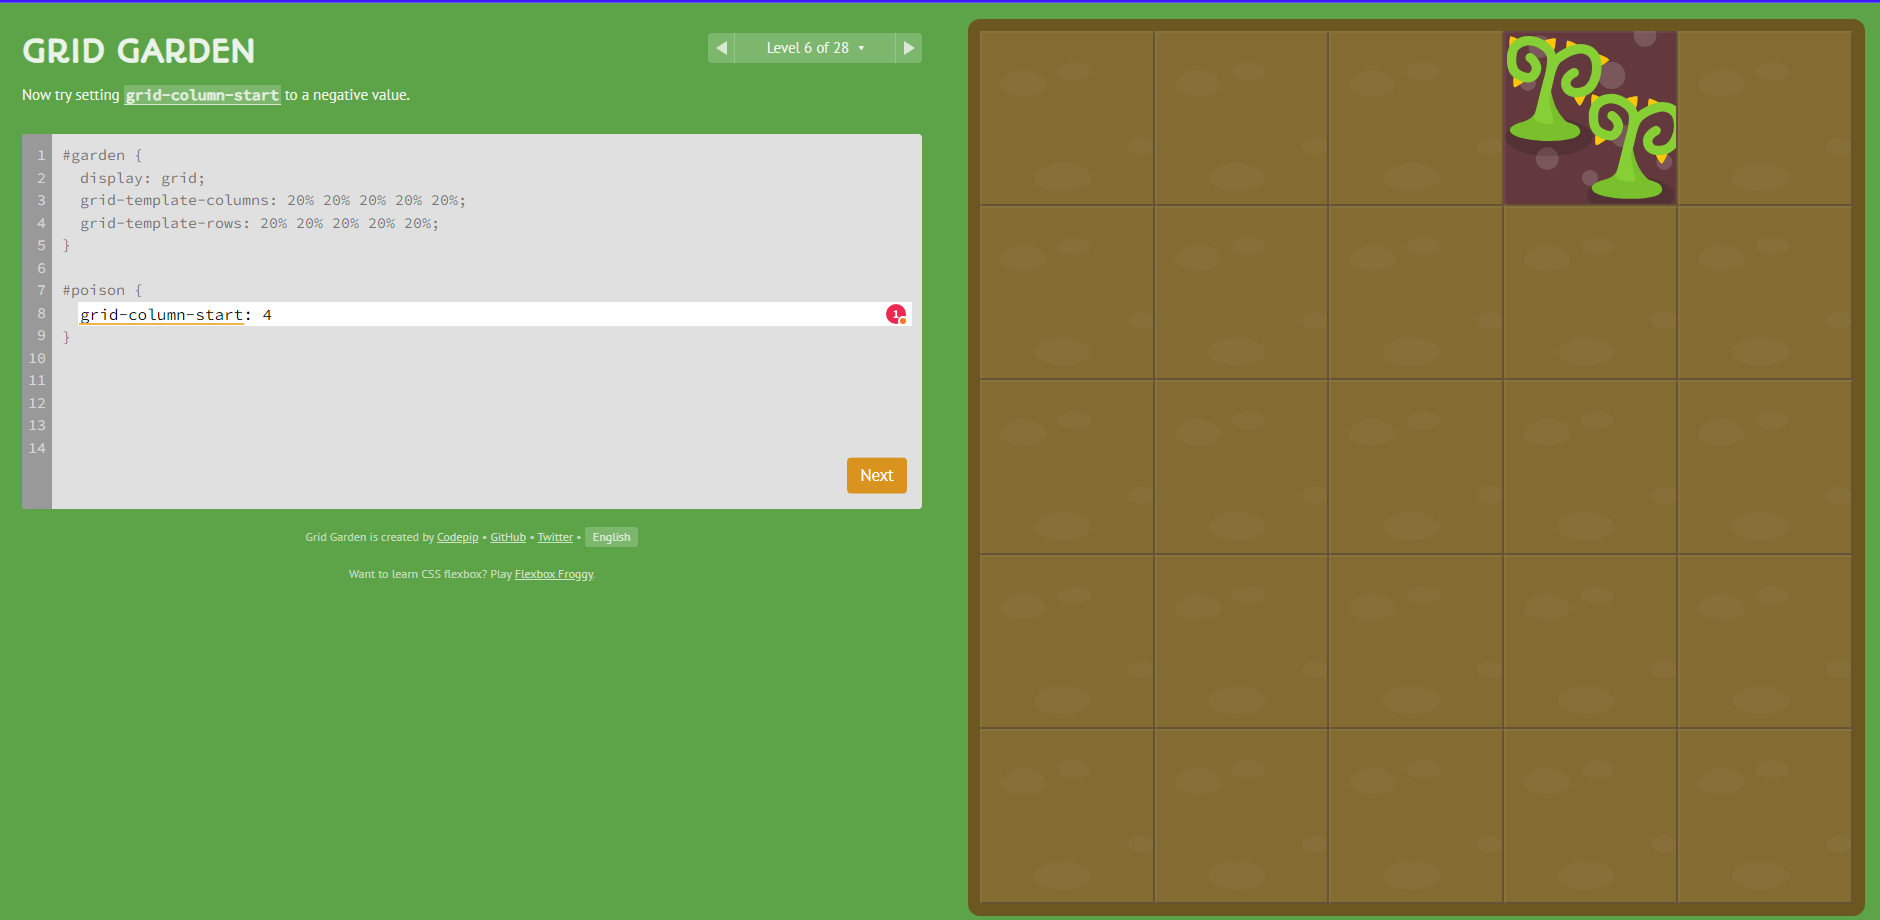 GRID GARDEN
Level 6 of 28
Now try setting grid-column-start to a negative value.
1 #garden {
2 display: grid;
3 grid-template-columns: 20% 20% 20% 20% 20%;
4 grid-template-rows: 20% 20% 20% 20% 20%;
5 }
6
7 #poison {
8 grid-column-start: 4 1
9 }
10
11
12
13
14
Next
Grid Garden is created by Codepip • GitHub • Twitter • English
Want to learn CSS flexbox? Play Flexbox Froggy.